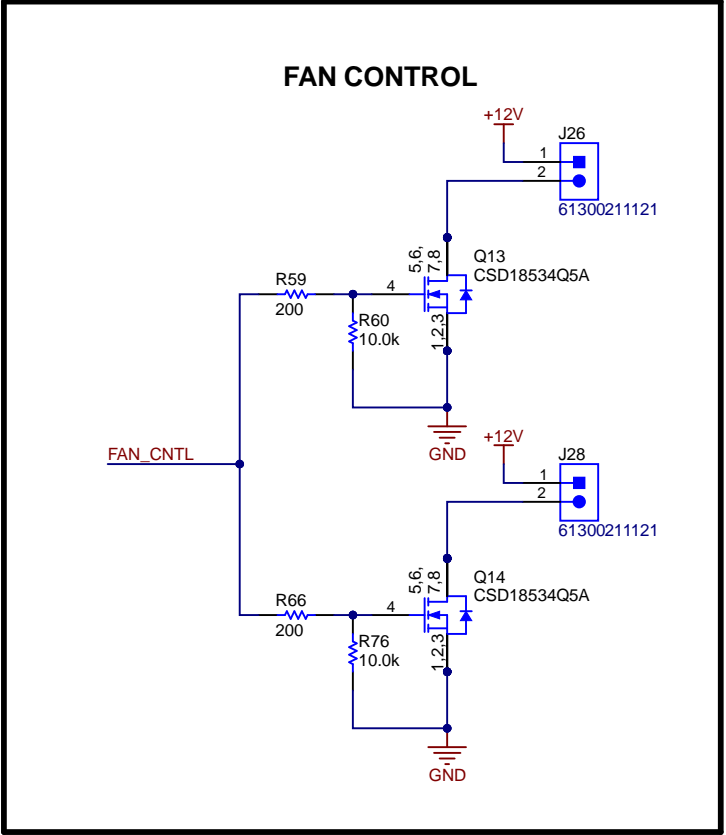 FAN CONTROL
+12V
J26
1
2
61300211121
5,6,
7,8
Q13
CSD18534Q5A
R59
200
4
R60
10.0k
1,2,3
GND
FAN_CNTL
+12V
J28
1
2
61300211121
5,6,
7,8
Q14
CSD18534Q5A
R66
200
4
R76
10.0k
1,2,3
GND